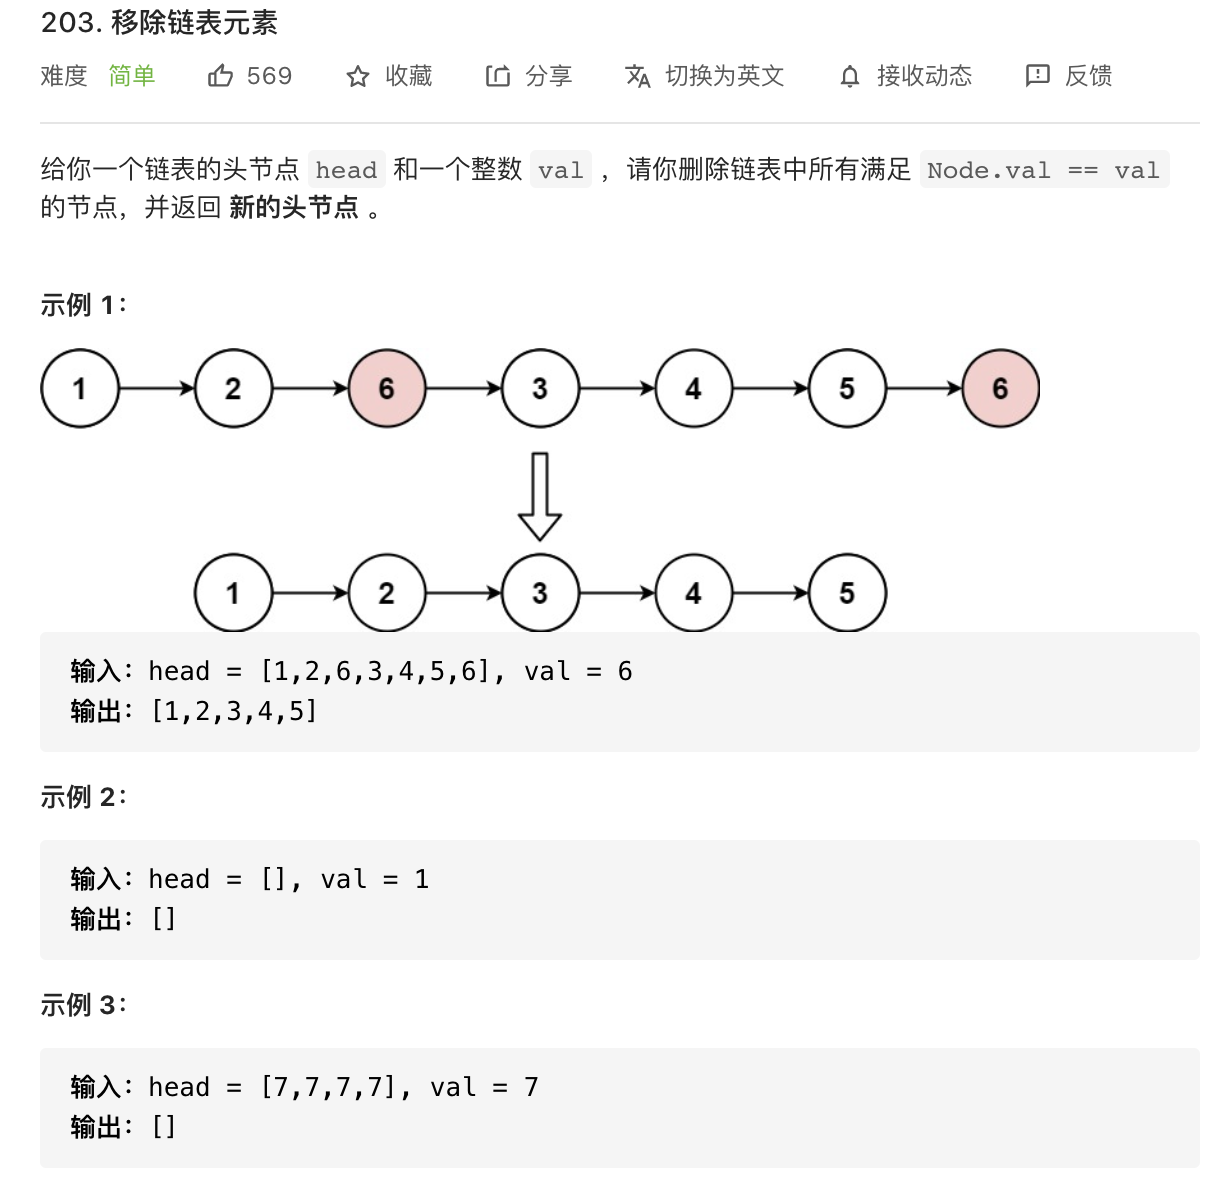 203. 移除链表元素
难度 简单 569 收藏 分享 切换为英文 接收动态 反馈
给你一个链表的头节点 head 和一个整数 val ，请你删除链表中所有满足 Node.val == val
的节点，并返回 新的头节点 。
示例 1：
1 2 6 3 4 5 6
1 2 3 4 5
输入：head = [1,2,6,3,4,5,6], val = 6
输出：[1,2,3,4,5]
示例 2：
输入：head = [], val = 1
输出：[]
示例 3：
输入：head = [7,7,7,7], val = 7
输出：[]